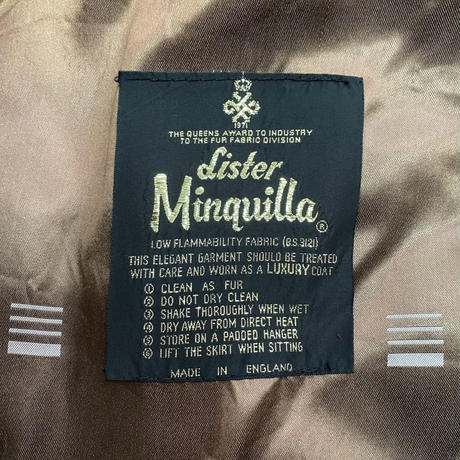 1971
THE QUEENS AWARD TO INDUSTRY
TO THE FUR FABRIC DIVISION
Lister
Minquilla ®
LOW FLAMMABILITY FABRIC (B.S.3121)
THIS ELEGANT GARMENT SHOULD BE TREATED
WITH CARE AND WORN AS A LUXURY COAT
① CLEAN AS FUR
② DO NOT DRY CLEAN
③ SHAKE THOROUGHLY WHEN WET
④ DRY AWAY FROM DIRECT HEAT
⑤ STORE ON A PADDED HANGER
⑥ LIFT THE SKIRT WHEN SITTING
MADE IN ENGLAND